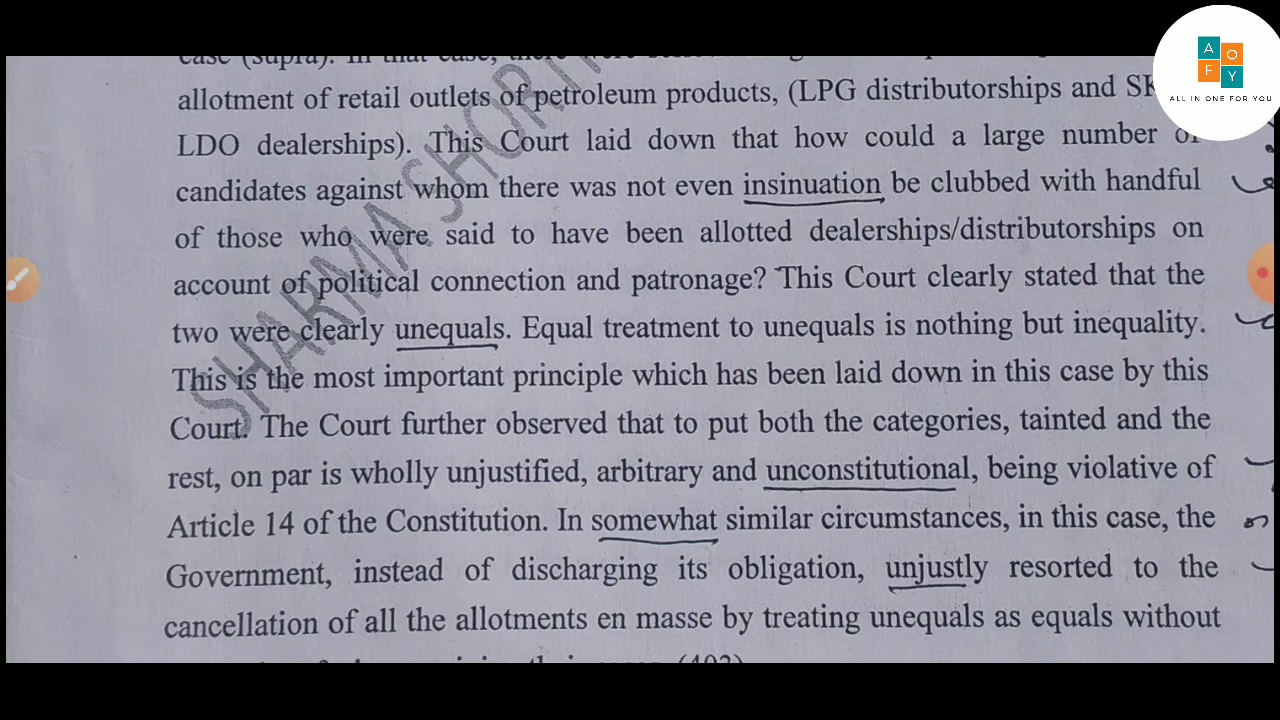 case (supra). In that case,
allotment of retail outlets of petroleum products, (LPG distributorships and
LDO dealerships). This Court laid down that how could a large number of
candidates against whom there was not even insinuation be clubbed with handful
of those who were said to have been allotted dealerships/distributorships on
account of political connection and patronage? This Court clearly stated that the
two were clearly unequals. Equal treatment to unequals is nothing but inequality.
This is the most important principle which has been laid down in this case by this
Court. The Court further observed that to put both the categories, tainted and the
rest, on par is wholly unjustified, arbitrary and unconstitutional, being violative of
Article 14 of the Constitution. In somewhat similar circumstances, in this case, the
Government, instead of discharging its obligation, unjustly resorted to the
cancellation of all the allotments en masse by treating unequals as equals without
(402)
SHARMA SHORTH
A O
F Y
ALL IN ONE FOR YOU